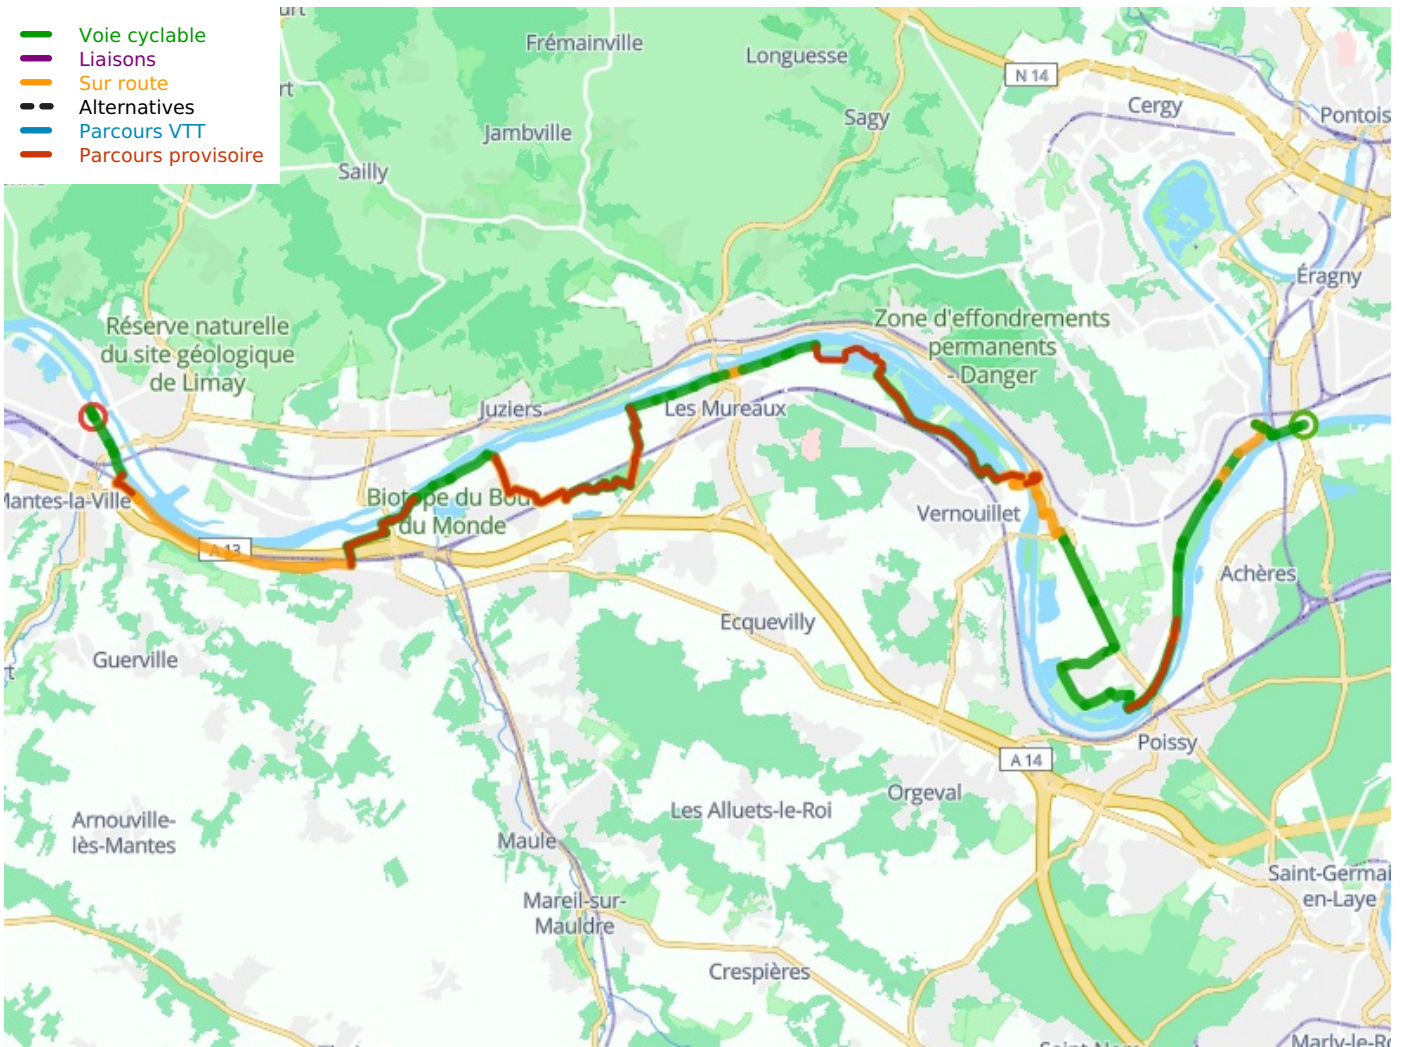 Voie cyclable
Liaisons
Sur route
Alternatives
Parcours VTT
Parcours provisoire
Frémainville
Longuesse
N 14
Cergy
Pontois
Sagy
Jambville
Sailly
Éragny
Réserve naturelle
du site géologique
de Limay
Zone d'effondrements
permanents
- Danger
Juziers
Les Mureaux
Mantes-la-Ville
Biotope du Bout
du Monde
Vernouillet
A 13
Achères
Ecquevilly
Guerville
Poissy
A 14
Orgeval
Les Alluets-le-Roi
Arnouville-
lès-Mantes
Maule
Saint-Germai
en-Laye
Mareil-sur-
Mauldre
Crespières
Marly-le-Ro